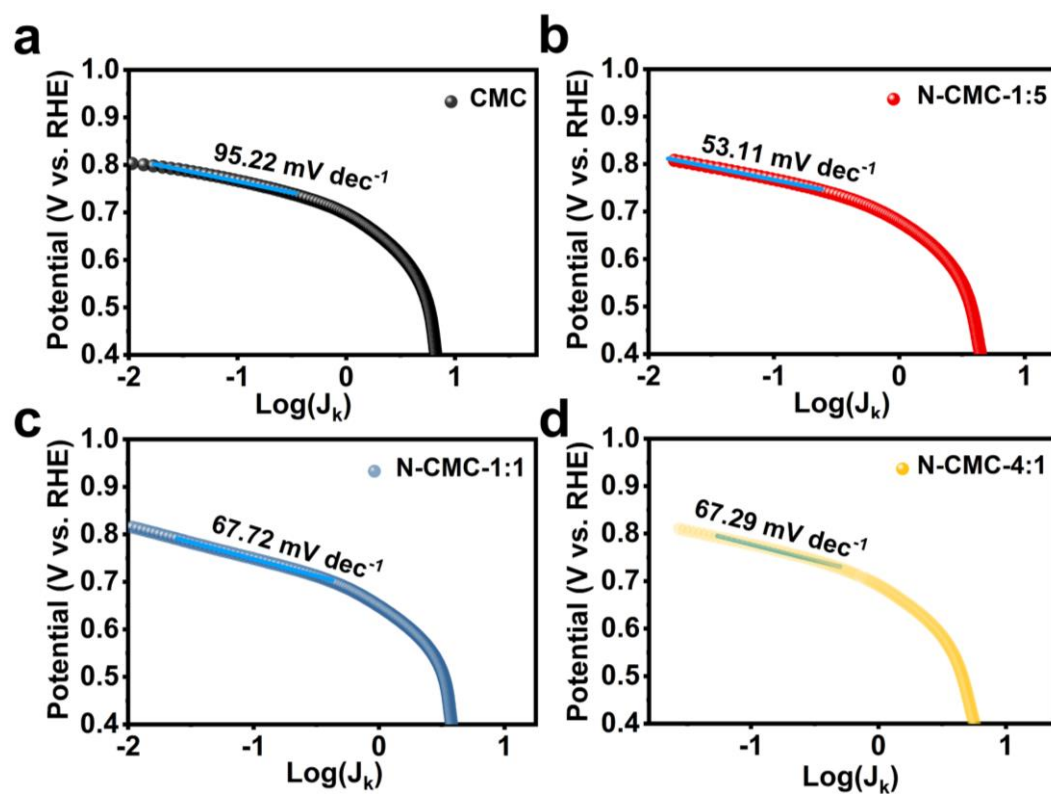 a
Potential (V vs. RHE)
1.0
0.9
0.8
0.7
0.6
0.5
0.4
CMC
95.22 mV dec⁻¹
-2 -1 0 1
Log(Jₖ)
b
Potential (V vs. RHE)
1.0
0.9
0.8
0.7
0.6
0.5
0.4
N-CMC-1:5
53.11 mV dec⁻¹
-2 -1 0 1
Log(Jₖ)
c
Potential (V vs. RHE)
1.0
0.9
0.8
0.7
0.6
0.5
0.4
N-CMC-1:1
67.72 mV dec⁻¹
-2 -1 0 1
Log(Jₖ)
d
Potential (V vs. RHE)
1.0
0.9
0.8
0.7
0.6
0.5
0.4
N-CMC-4:1
67.29 mV dec⁻¹
-1 0 1
Log(Jₖ)